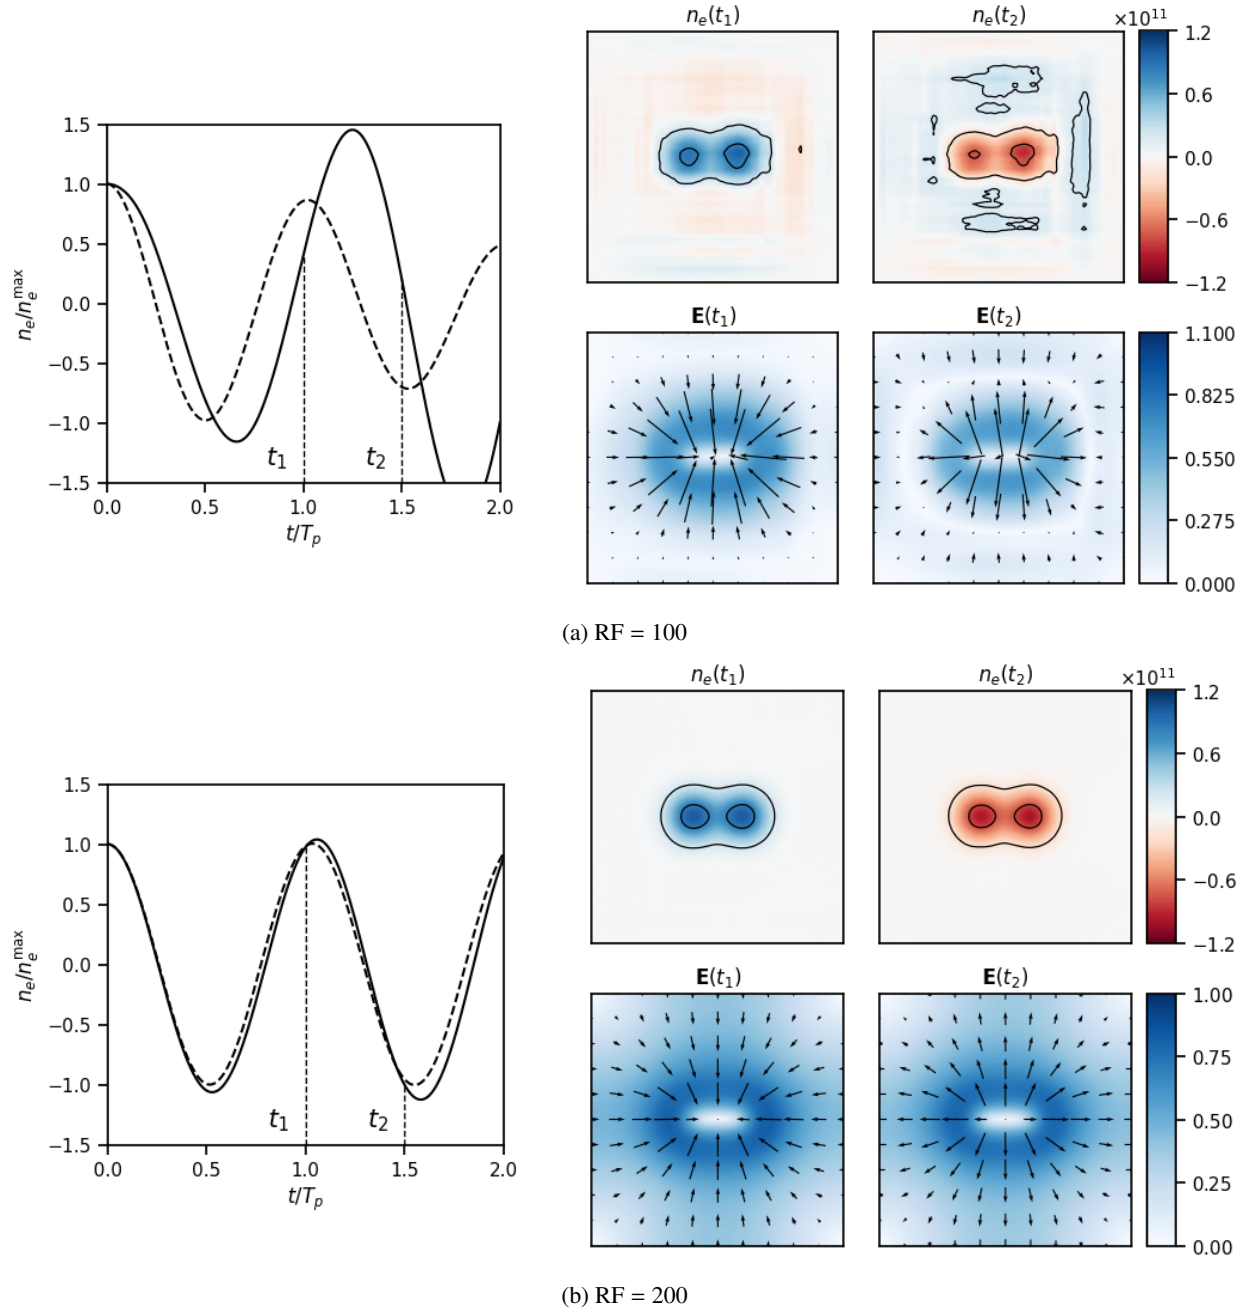 n_e(t_1)
n_e(t_2)
×10^11
1.2
0.6
0.0
−0.6
−1.2
1.5
1.0
0.5
0.0
−0.5
−1.0
−1.5
n_e/n_e^max
t_1
t_2
0.0 0.5 1.0 1.5 2.0
t/T_p
E(t_1)
E(t_2)
1.100
0.825
0.550
0.275
0.000
(a) RF = 100
n_e(t_1)
n_e(t_2)
×10^11
1.2
0.6
0.0
−0.6
−1.2
1.5
1.0
0.5
0.0
−0.5
−1.0
−1.5
n_e/n_e^max
t_1
t_2
0.0 0.5 1.0 1.5 2.0
t/T_p
E(t_1)
E(t_2)
1.00
0.75
0.50
0.25
0.00
(b) RF = 200